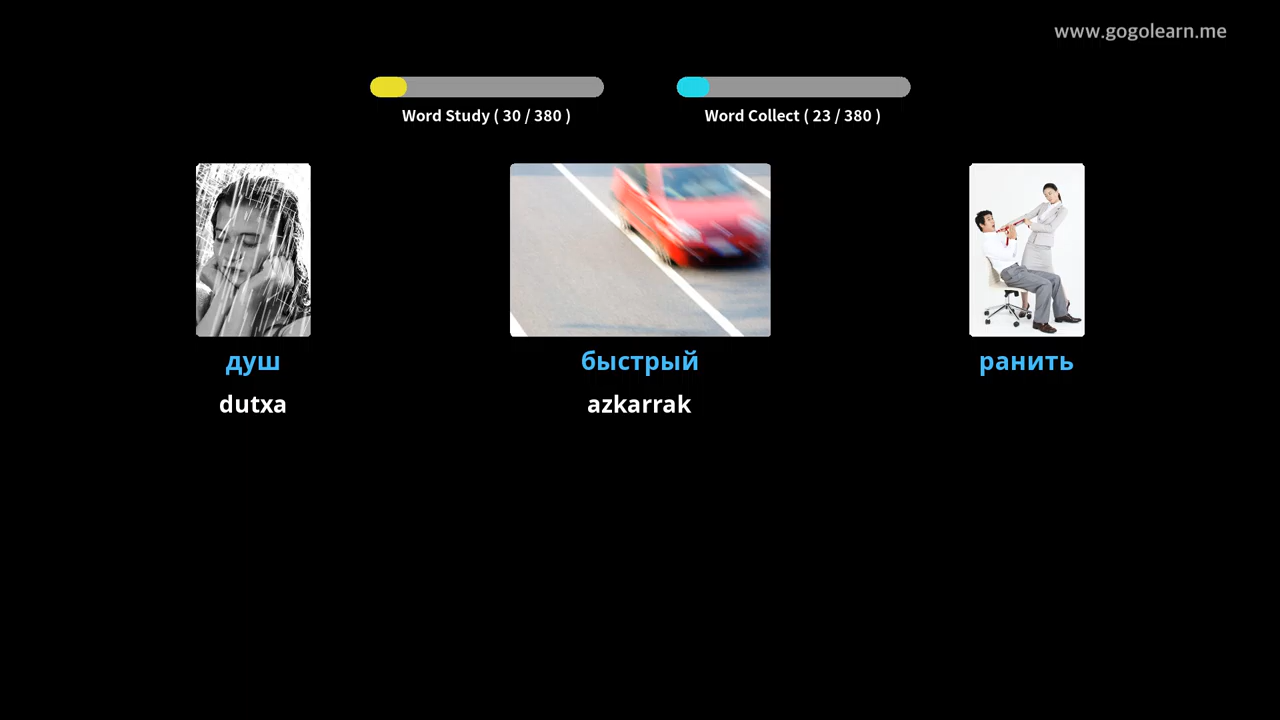 www.gogolearn.me
Word Study ( 30 / 380 )
Word Collect ( 23 / 380 )
душ
быстрый
ранить
dutxa
azkarrak